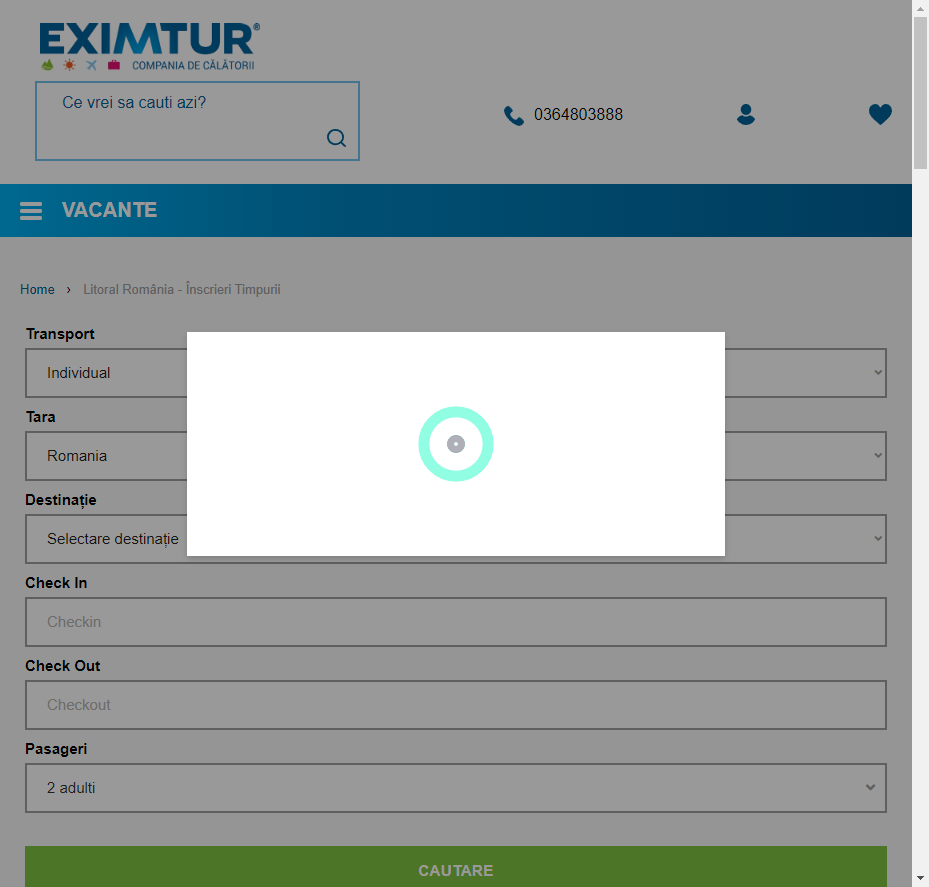 EXIMTUR®
COMPANIA DE CĂLĂTORII
Ce vrei sa cauti azi?
0364803888
VACANTE
Home › Litoral România - Înscrieri Timpurii
Transport
Individual
Tara
Romania
Destinație
Selectare destinație
Check In
Checkin
Check Out
Checkout
Pasageri
2 adulti
CAUTARE